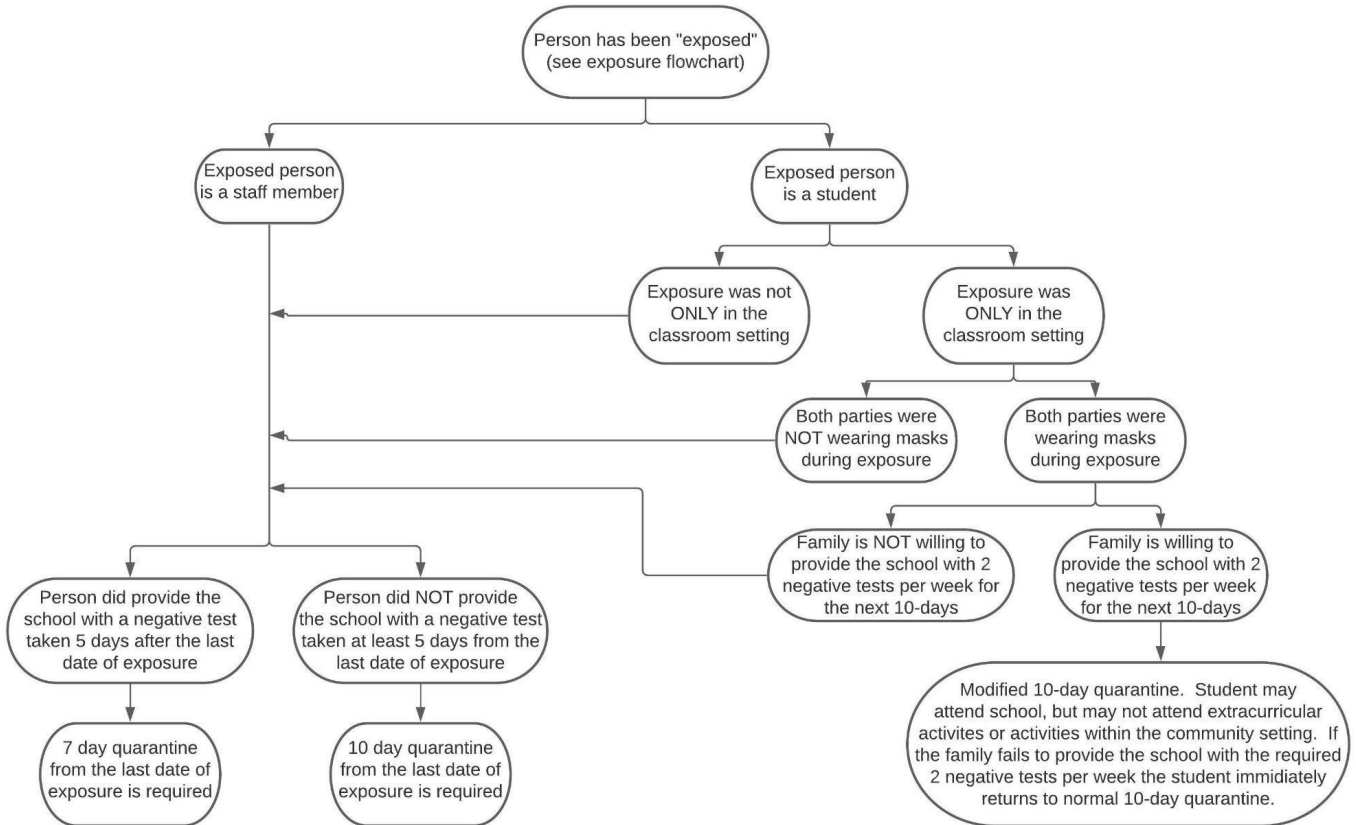 Person has been "exposed"
(see exposure flowchart)
Exposed person
is a staff member
Exposed person
is a student
Exposure was not
ONLY in the
classroom setting
Exposure was
ONLY in the
classroom setting
Both parties were
NOT wearing masks
during exposure
Both parties were
wearing masks
during exposure
Family is NOT willing to
provide the school with 2
negative tests per week for
the next 10-days
Family is willing to
provide the school with 2
negative tests per week
for the next 10-days
Person did provide the
school with a negative test
taken 5 days after the last
date of exposure
Person did NOT provide
the school with a negative test
taken at least 5 days from the
last date of exposure
7 day quarantine
from the last date of
exposure is required
10 day quarantine
from the last date of
exposure is required
Modified 10-day quarantine.  Student may
attend school, but may not attend extracurricular
activites or activities within the community setting.  If
the family fails to provide the school with the required
2 negative tests per week the student immidiately
returns to normal 10-day quarantine.